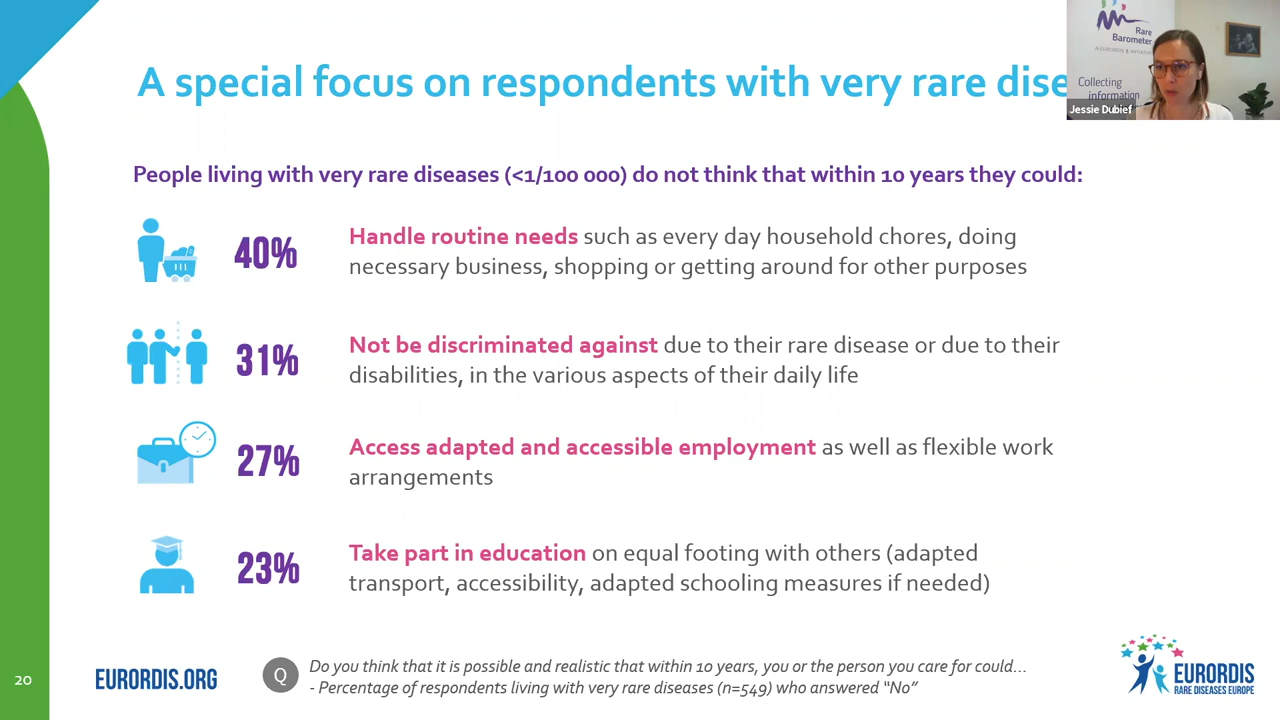 A special focus on respondents with very rare dise
Rare
Barometer
A EURORDIS INITIATIVE
Collecting
information
Jessie Dubief
People living with very rare diseases (<1/100 000) do not think that within 10 years they could:
40%
Handle routine needs such as every day household chores, doing
necessary business, shopping or getting around for other purposes
31%
Not be discriminated against due to their rare disease or due to their
disabilities, in the various aspects of their daily life
27%
Access adapted and accessible employment as well as flexible work
arrangements
23%
Take part in education on equal footing with others (adapted
transport, accessibility, adapted schooling measures if needed)
20
EURORDIS.ORG
Q
Do you think that it is possible and realistic that within 10 years, you or the person you care for could...
- Percentage of respondents living with very rare diseases (n=549) who answered “No”
EURORDIS
RARE DISEASES EUROPE